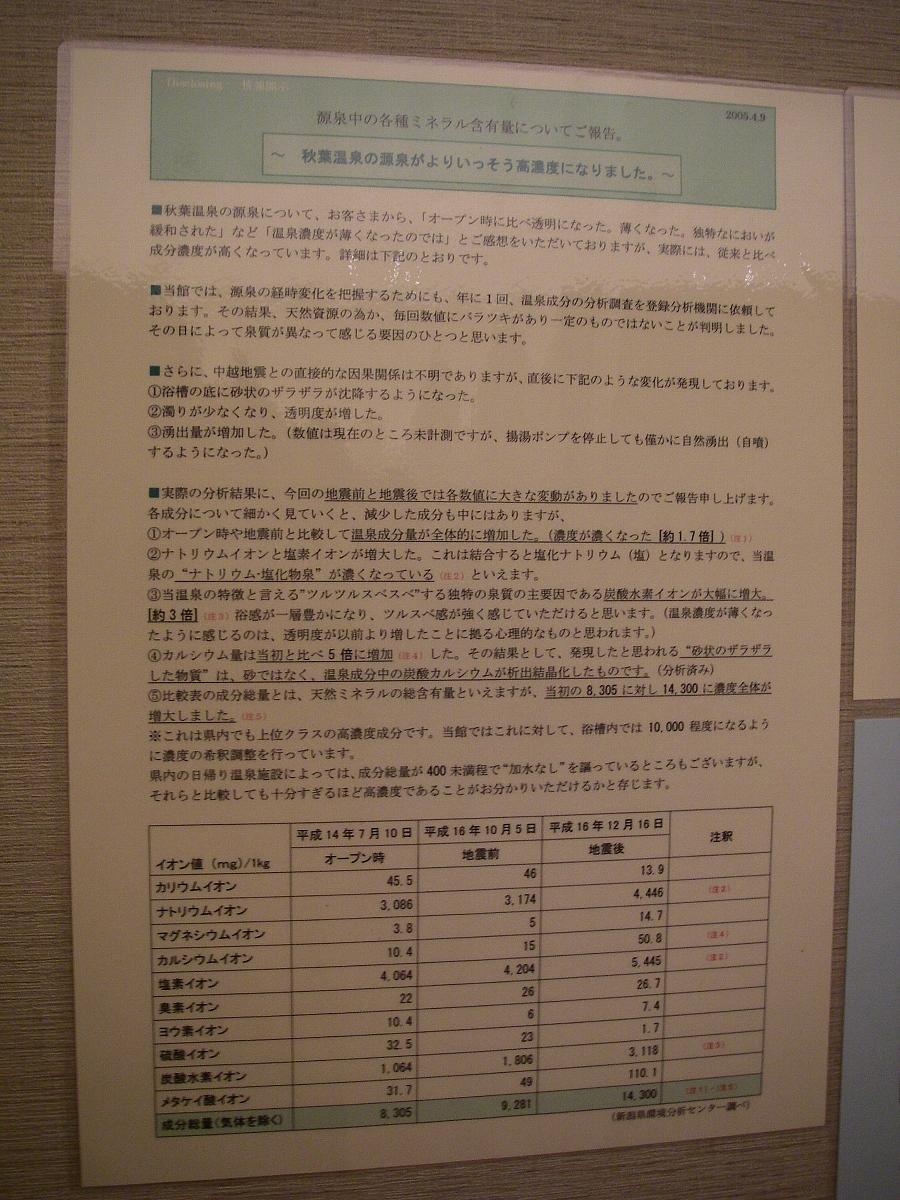 Disclosing 情報開示
2005.4.9
源泉中の各種ミネラル含有量についてご報告。
～ 秋葉温泉の源泉がよりいっそう高濃度になりました。～
■秋葉温泉の源泉について、お客さまから、「オープン時に比べ透明になった。薄くなった。独特なにおいが
緩和された」など「温泉濃度が薄くなったのでは」とご感想をいただいておりますが、実際には、従来と比べ
成分濃度が高くなっています。詳細は下記のとおりです。
■当館では、源泉の経時変化を把握するためにも、年に1回、温泉成分の分析調査を登録分析機関に依頼して
おります。その結果、天然資源の為か、毎回数値にバラツキがあり一定のものではないことが判明しました。
その日によって泉質が異なって感じる要因のひとつと思います。
■さらに、中越地震との直接的な因果関係は不明でありますが、直後に下記のような変化が発現しております。
①浴槽の底に砂状のザラザラが沈降するようになった。
②濁りが少なくなり、透明度が増した。
③湧出量が増加した。（数値は現在のところ未計測ですが、揚湯ポンプを停止しても僅かに自然湧出（自噴）
するようになった。）
■実際の分析結果に、今回の地震前と地震後では各数値に大きな変動がありましたのでご報告申し上げます。
各成分について細かく見ていくと、減少した成分も中にはありますが、
①オープン時や地震前と比較して温泉成分量が全体的に増加した。（濃度が濃くなった【約1.7倍】）（注1）
②ナトリウムイオンと塩素イオンが増大した。これは結合すると塩化ナトリウム（塩）となりますので、当温
泉の“ナトリウム-塩化物泉”が濃くなっている（注2）といえます。
③当温泉の特徴と言える”ツルツルスベスベ”する独特の泉質の主要因である炭酸水素イオンが大幅に増大。
【約3倍】（注3）浴感が一層豊かになり、ツルスベ感が強く感じていただけると思います。（温泉濃度が薄くなっ
たように感じるのは、透明度が以前より増したことに拠る心理的なものと思われます。）
④カルシウム量は当初と比べ5倍に増加（注4）した。その結果として、発現したと思われる“砂状のザラザラ
した物質”は、砂ではなく、温泉成分中の炭酸カルシウムが析出結晶化したものです。（分析済み）
⑤比較表の成分総量とは、天然ミネラルの総含有量といえますが、当初の8,305に対し14,300に濃度全体が
増大しました。（注5）
※これは県内でも上位クラスの高濃度成分です。当館ではこれに対して、浴槽内では10,000程度になるよう
に濃度の希釈調整を行っています。
県内の日帰り温泉施設によっては、成分総量が400未満程で“加水なし”を謳っているところもございますが、
それらと比較しても十分すぎるほど高濃度であることがお分かりいただけるかと存じます。
平成14年7月10日 平成16年10月5日 平成16年12月16日 注釈
イオン値（mg)/1kg オープン時 地震前 地震後
カリウムイオン 45.5 46 13.9
ナトリウムイオン 3,086 3,174 4,446 （注2）
マグネシウムイオン 3.8 5 14.7
カルシウムイオン 10.4 15 50.8 （注4）
塩素イオン 4,064 4,204 5,445 （注2）
臭素イオン 22 26 26.7
ヨウ素イオン 10.4 6 7.4
硫酸イオン 32.5 23 1.7
炭酸水素イオン 1,064 1,806 3,118 （注3）
メタケイ酸イオン 31.7 49 110.1
成分総量（気体を除く） 8,305 9,281 14,300 （注1）・（注5）
（新潟県環境分析センター調べ）